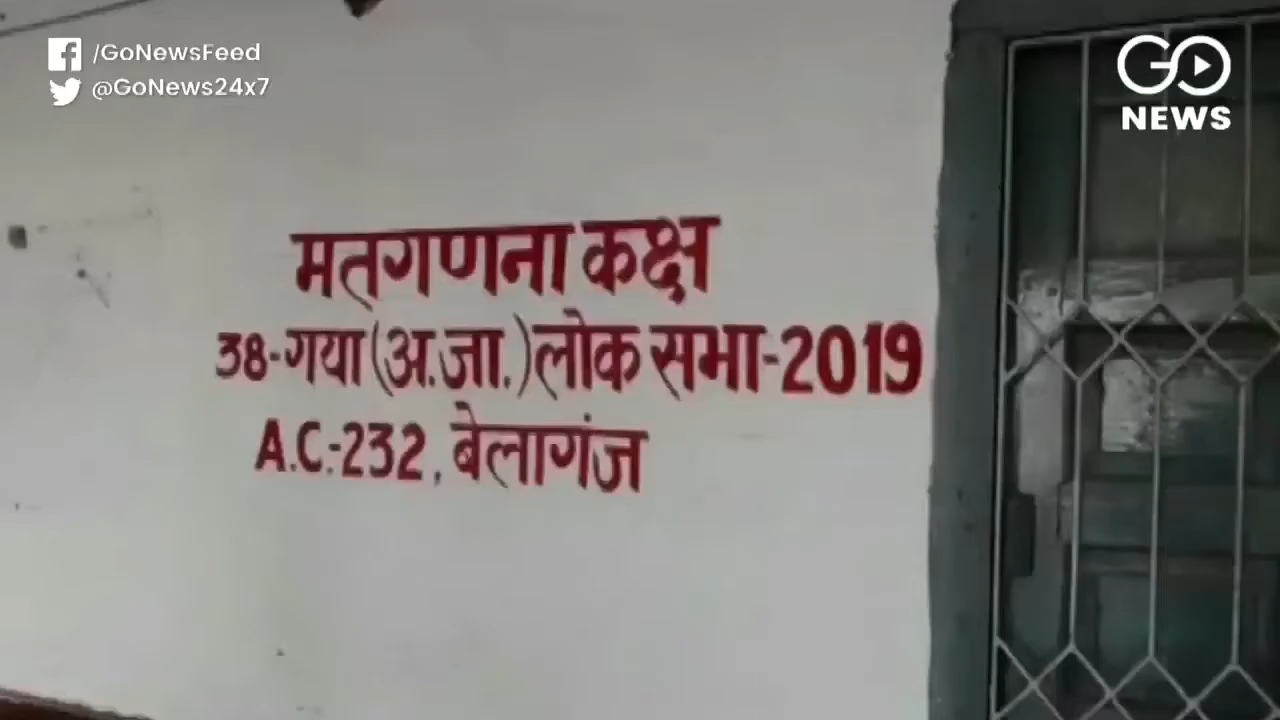 /GoNewsFeed
@GoNews24x7
GO
NEWS
मतगणना कक्ष
38-गया (अ.जा.) लोक सभा-2019
A.C.-232, बेलागंज